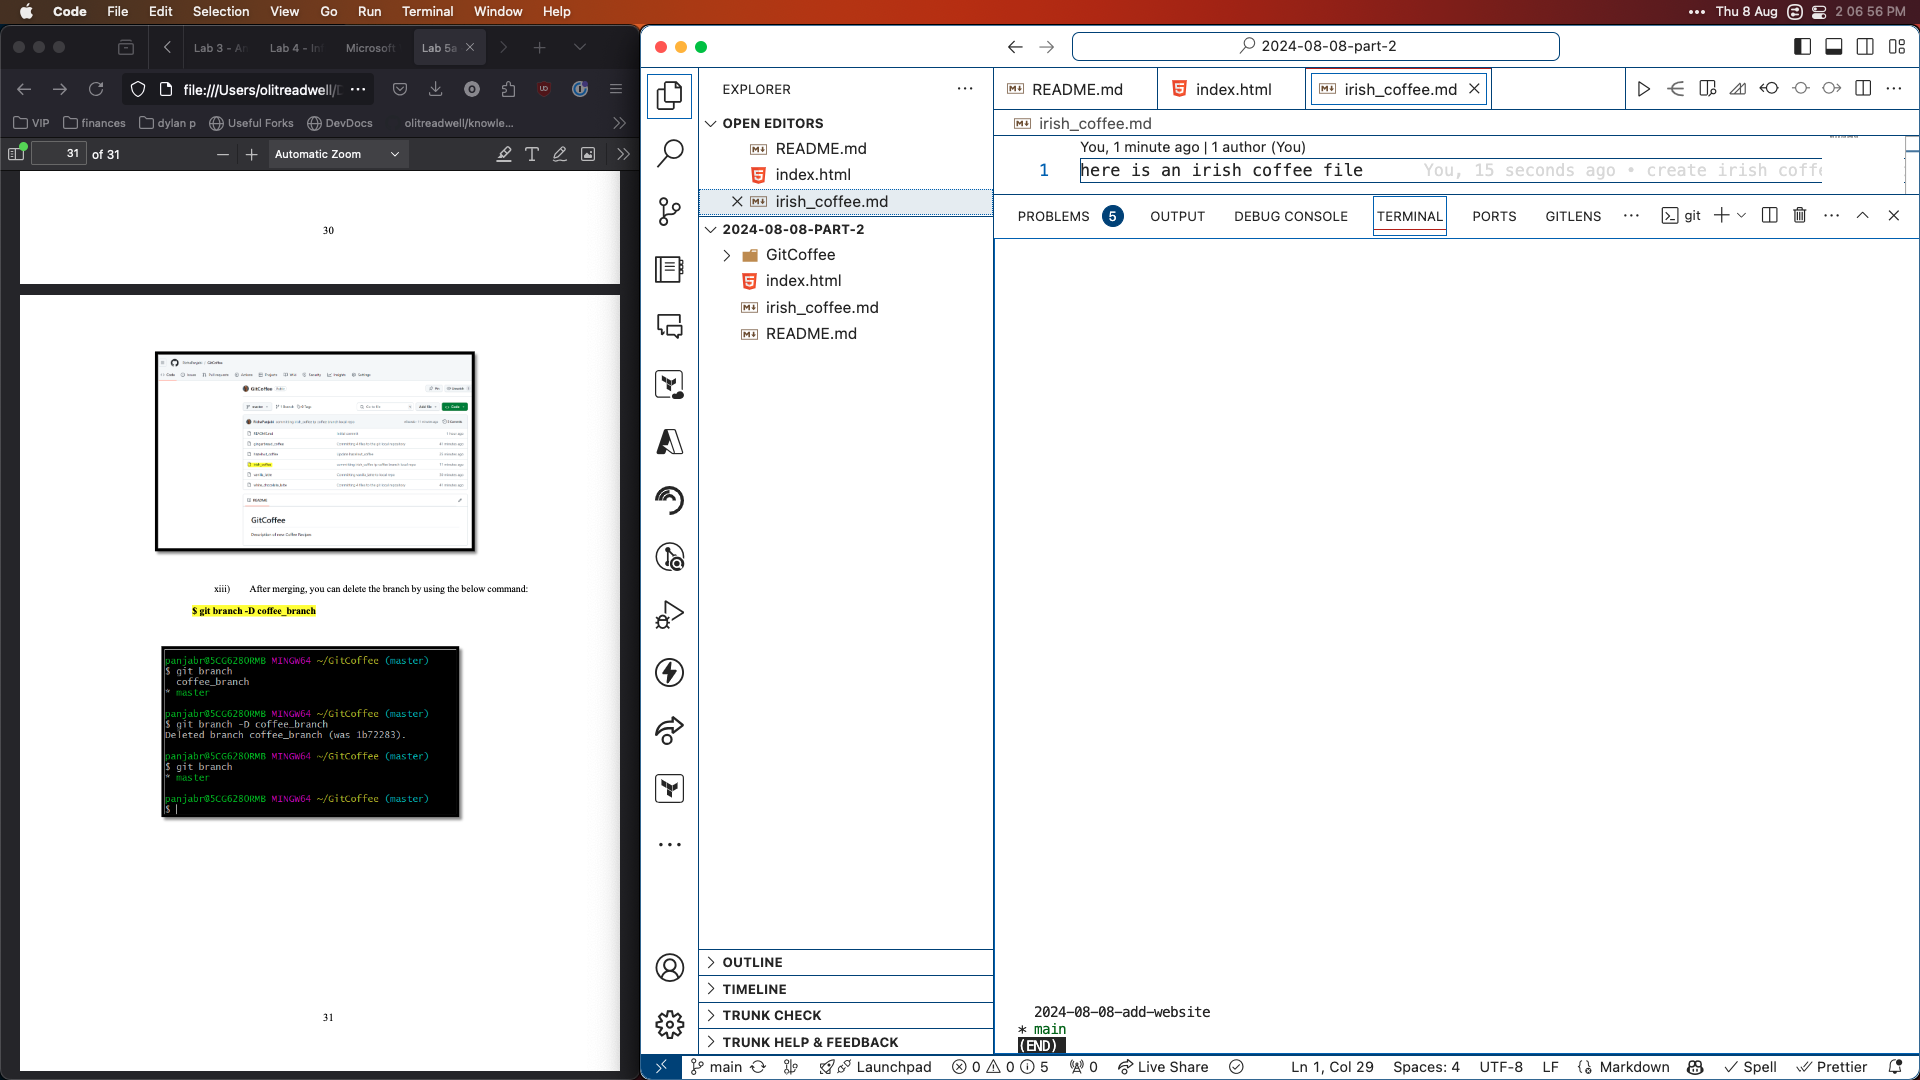 Code File Edit Selection View Go Run Terminal Window Help
Thu 8 Aug 2 06 56 PM
Lab 3 - A
Lab 4 - In
Microsoft
Lab 5a
file:///Users/olitreadwell/
VIP
finances
dylan p
Useful Forks
DevDocs
olitreadwell/knowle...
31 of 31
Automatic Zoom
30
GitCoffee
xiii) After merging, you can delete the branch by using the below command:
$ git branch -D coffee_branch
panjabr@5CG6280RMB MINGW64 ~/GitCoffee (master)
$ git branch
coffee_branch
* master
panjabr@5CG6280RMB MINGW64 ~/GitCoffee (master)
$ git branch -D coffee_branch
Deleted branch coffee_branch (was 1b72283).
panjabr@5CG6280RMB MINGW64 ~/GitCoffee (master)
$ git branch
* master
panjabr@5CG6280RMB MINGW64 ~/GitCoffee (master)
$
31
2024-08-08-part-2
EXPLORER
OPEN EDITORS
README.md
index.html
irish_coffee.md
2024-08-08-PART-2
GitCoffee
index.html
irish_coffee.md
README.md
OUTLINE
TIMELINE
TRUNK CHECK
TRUNK HELP & FEEDBACK
README.md
index.html
irish_coffee.md
irish_coffee.md
You, 1 minute ago | 1 author (You)
1 here is an irish coffee file You, 15 seconds ago • create irish coffe
PROBLEMS 5 OUTPUT DEBUG CONSOLE TERMINAL PORTS GITLENS
git
2024-08-08-add-website
* main
(END)
main Launchpad 0 0 5 0 Live Share Ln 1, Col 29 Spaces: 4 UTF-8 LF Markdown Spell Prettier